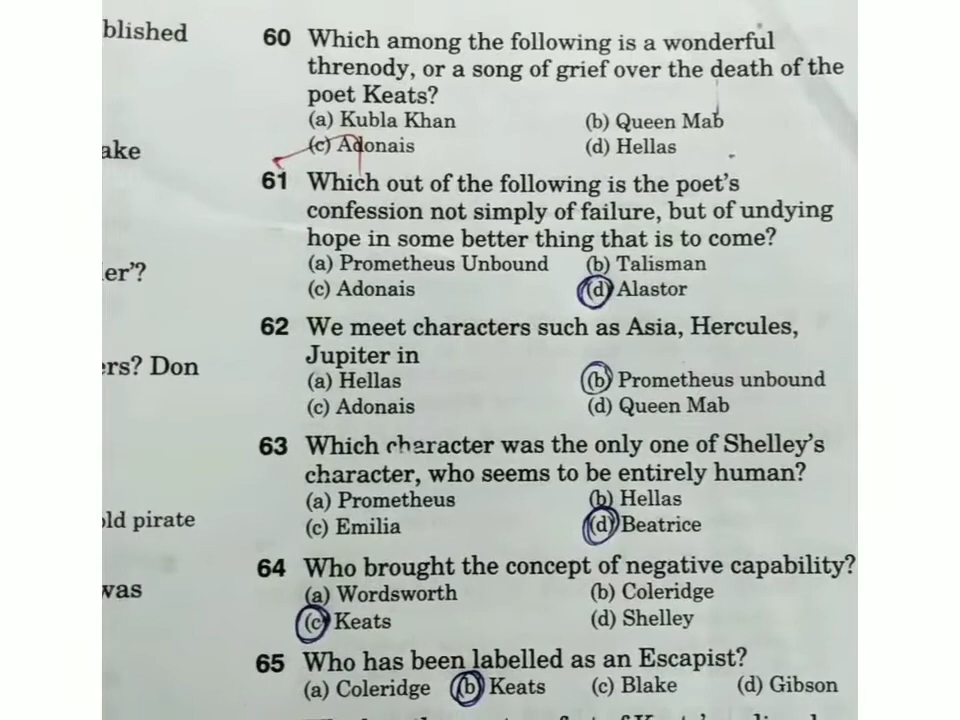 blished
60 Which among the following is a wonderful
threnody, or a song of grief over the death of the
poet Keats?
(a) Kubla Khan (b) Queen Mab
ake
(c) Adonais (d) Hellas
61 Which out of the following is the poet's
confession not simply of failure, but of undying
hope in some better thing that is to come?
er'?
(a) Prometheus Unbound (b) Talisman
(c) Adonais (d) Alastor
62 We meet characters such as Asia, Hercules,
Jupiter in
ers? Don
(a) Hellas (b) Prometheus unbound
(c) Adonais (d) Queen Mab
63 Which character was the only one of Shelley's
character, who seems to be entirely human?
(a) Prometheus (b) Hellas
old pirate
(c) Emilia (d) Beatrice
64 Who brought the concept of negative capability?
was
(a) Wordsworth (b) Coleridge
(c) Keats (d) Shelley
65 Who has been labelled as an Escapist?
(a) Coleridge (b) Keats (c) Blake (d) Gibson